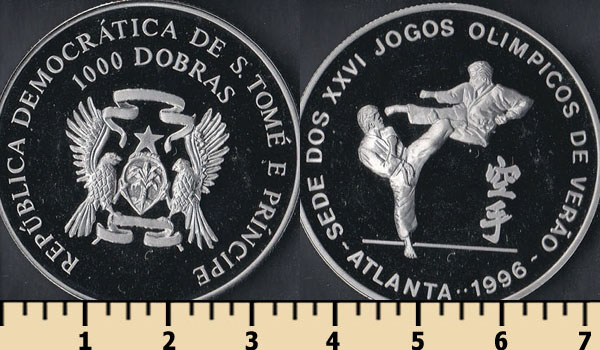 REPÚBLICA DEMOCRÁTICA DE S. TOMÉ E PRÍNCIPE
1000 DOBRAS
SEDE DOS XXVI JOGOS OLIMPICOS DE VERÃO
空手
-ATLANTA··1996-
1 2 3 4 5 6 7